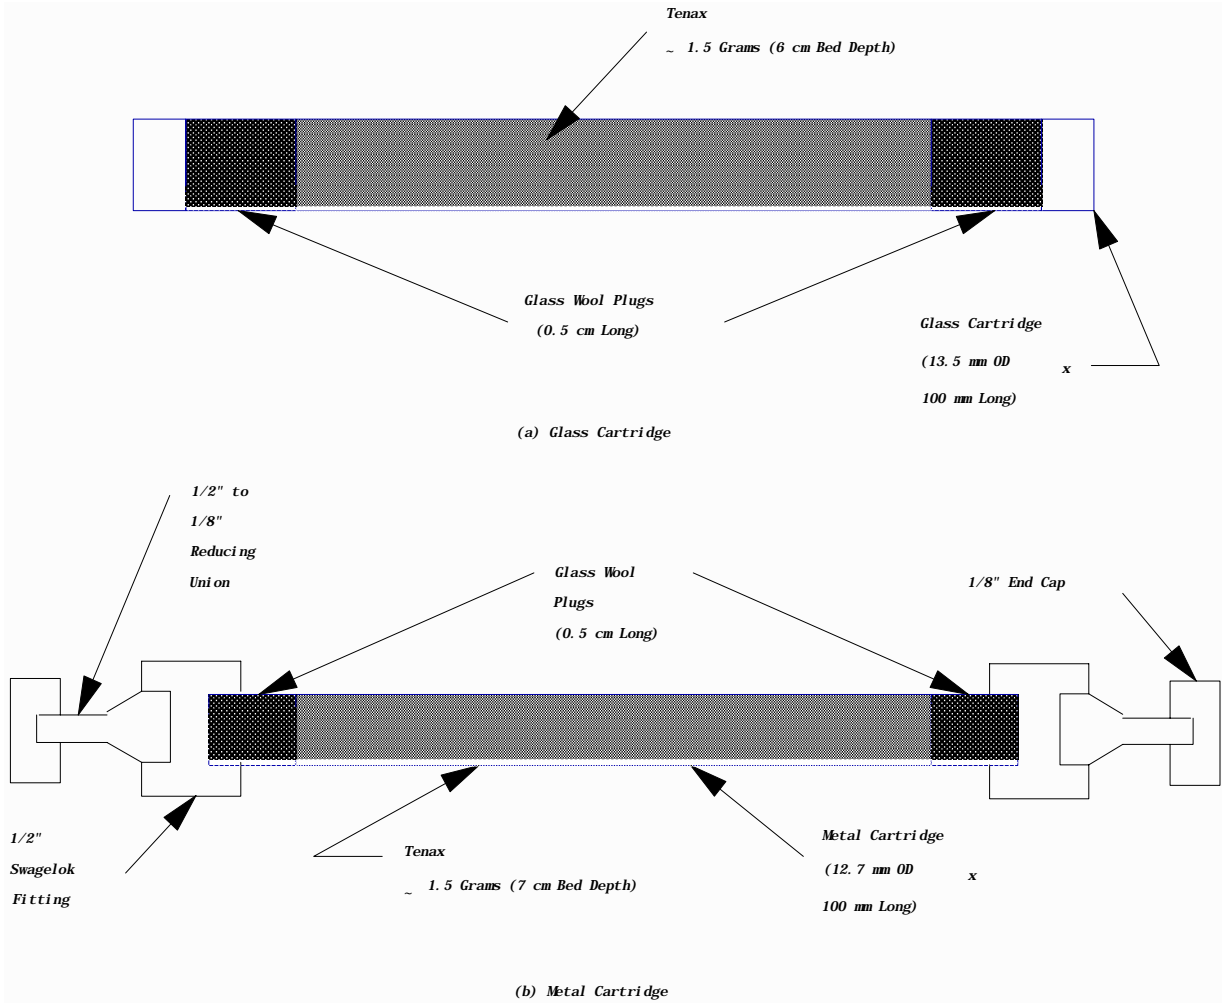 Tenax
~ 1.5 Grams (6 cm Bed Depth)
Glass Wool Plugs
(0.5 cm Long)
Glass Cartridge
(13.5 mm OD x
100 mm Long)
(a) Glass Cartridge
1/2" to
1/8"
Reducing
Union
Glass Wool
Plugs
(0.5 cm Long)
1/8" End Cap
1/2"
Swagelok
Fitting
Tenax
~ 1.5 Grams (7 cm Bed Depth)
Metal Cartridge
(12.7 mm OD x
100 mm Long)
(b) Metal Cartridge